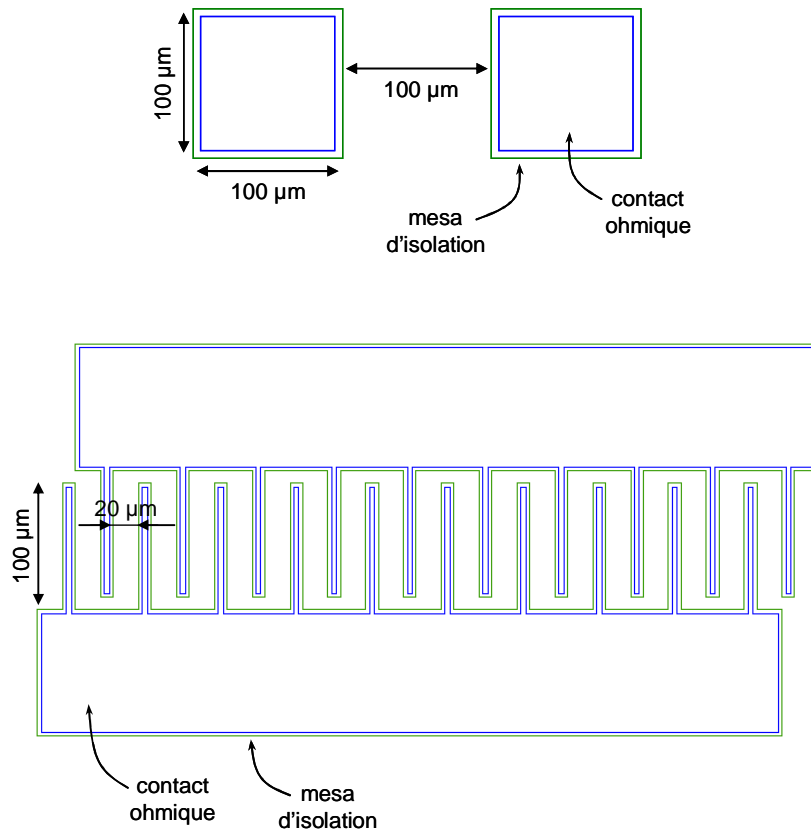 100 µm
100 µm
100 µm
contact
ohmique
mesa
d'isolation
20 µm
100 µm
contact
ohmique
mesa
d'isolation